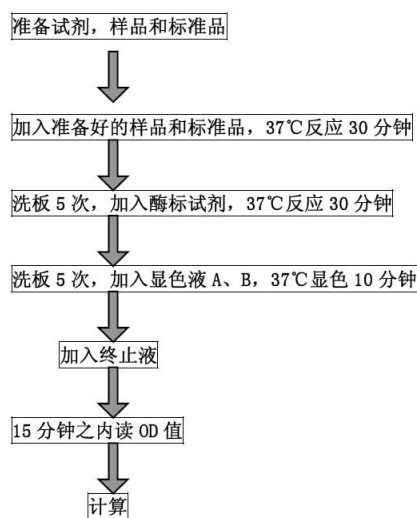 准备试剂，样品和标准品
加入准备好的样品和标准品，37℃反应 30 分钟
洗板 5 次，加入酶标试剂，37℃反应 30 分钟
洗板 5 次，加入显色液 A、B，37℃显色 10 分钟
加入终止液
15 分钟之内读 OD 值
计算